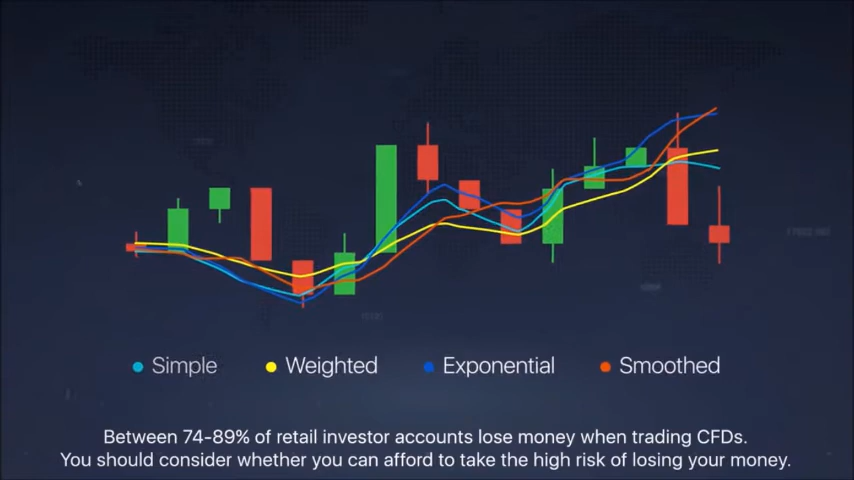 Simple Weighted Exponential Smoothed
Between 74-89% of retail investor accounts lose money when trading CFDs.
You should consider whether you can afford to take the high risk of losing your money.